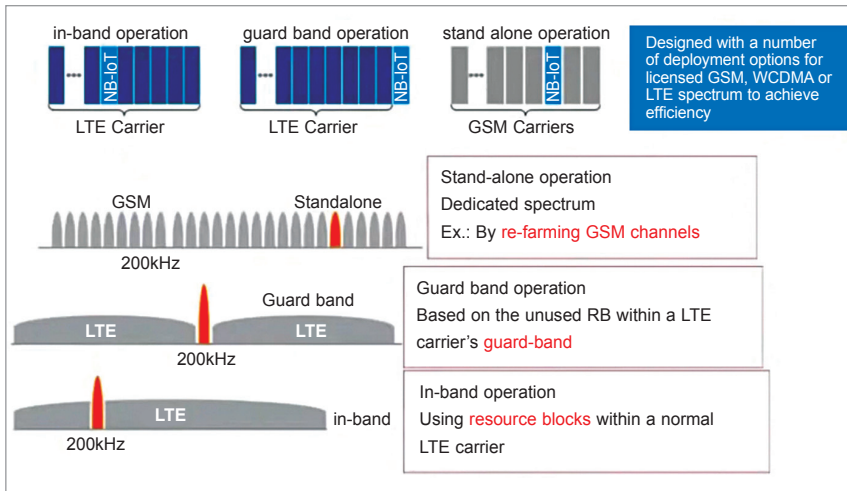 in-band operation
guard band operation
stand alone operation
NB-IoT
NB-IoT
NB-IoT
LTE Carrier
LTE Carrier
GSM Carriers
Designed with a number
of deployment options for
licensed GSM, WCDMA or
LTE spectrum to achieve
efficiency
GSM
Standalone
200kHz
Stand-alone operation
Dedicated spectrum
Ex.: By re-farming GSM channels
Guard band
LTE
LTE
200kHz
Guard band operation
Based on the unused RB within a LTE
carrier's guard-band
LTE
in-band
200kHz
In-band operation
Using resource blocks within a normal
LTE carrier